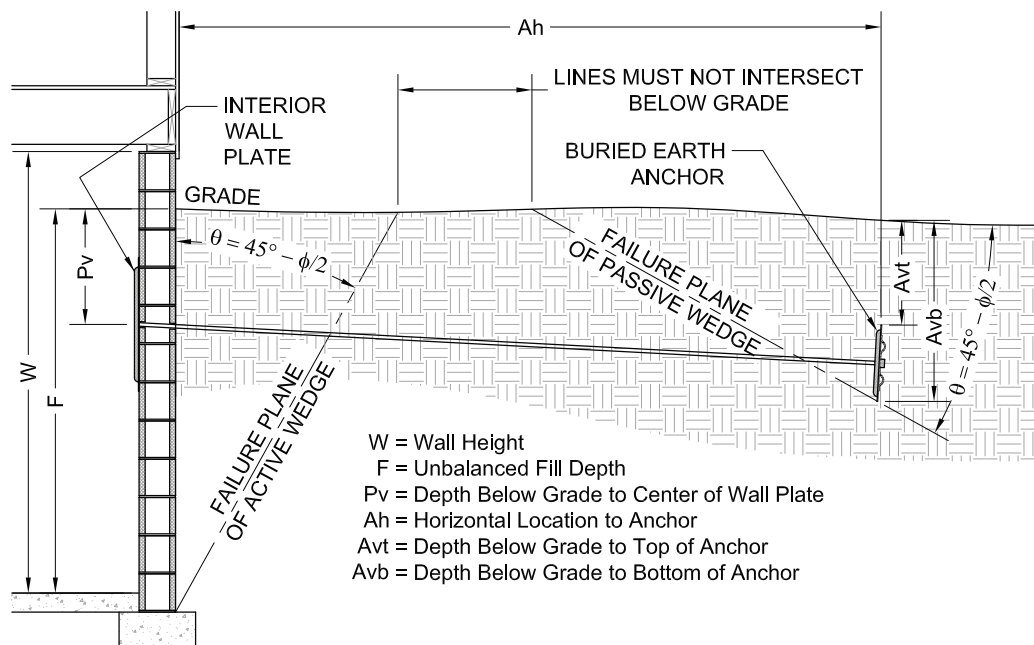 Ah
LINES MUST NOT INTERSECT
BELOW GRADE
INTERIOR
WALL
PLATE
BURIED EARTH
ANCHOR
GRADE
θ = 45° – ϕ/2
FAILURE PLANE
OF PASSIVE WEDGE
Pv
Avt
Avb
θ = 45° – ϕ/2
W
F
FAILURE PLANE
OF ACTIVE WEDGE
W = Wall Height
F = Unbalanced Fill Depth
Pv = Depth Below Grade to Center of Wall Plate
Ah = Horizontal Location to Anchor
Avt = Depth Below Grade to Top of Anchor
Avb = Depth Below Grade to Bottom of Anchor